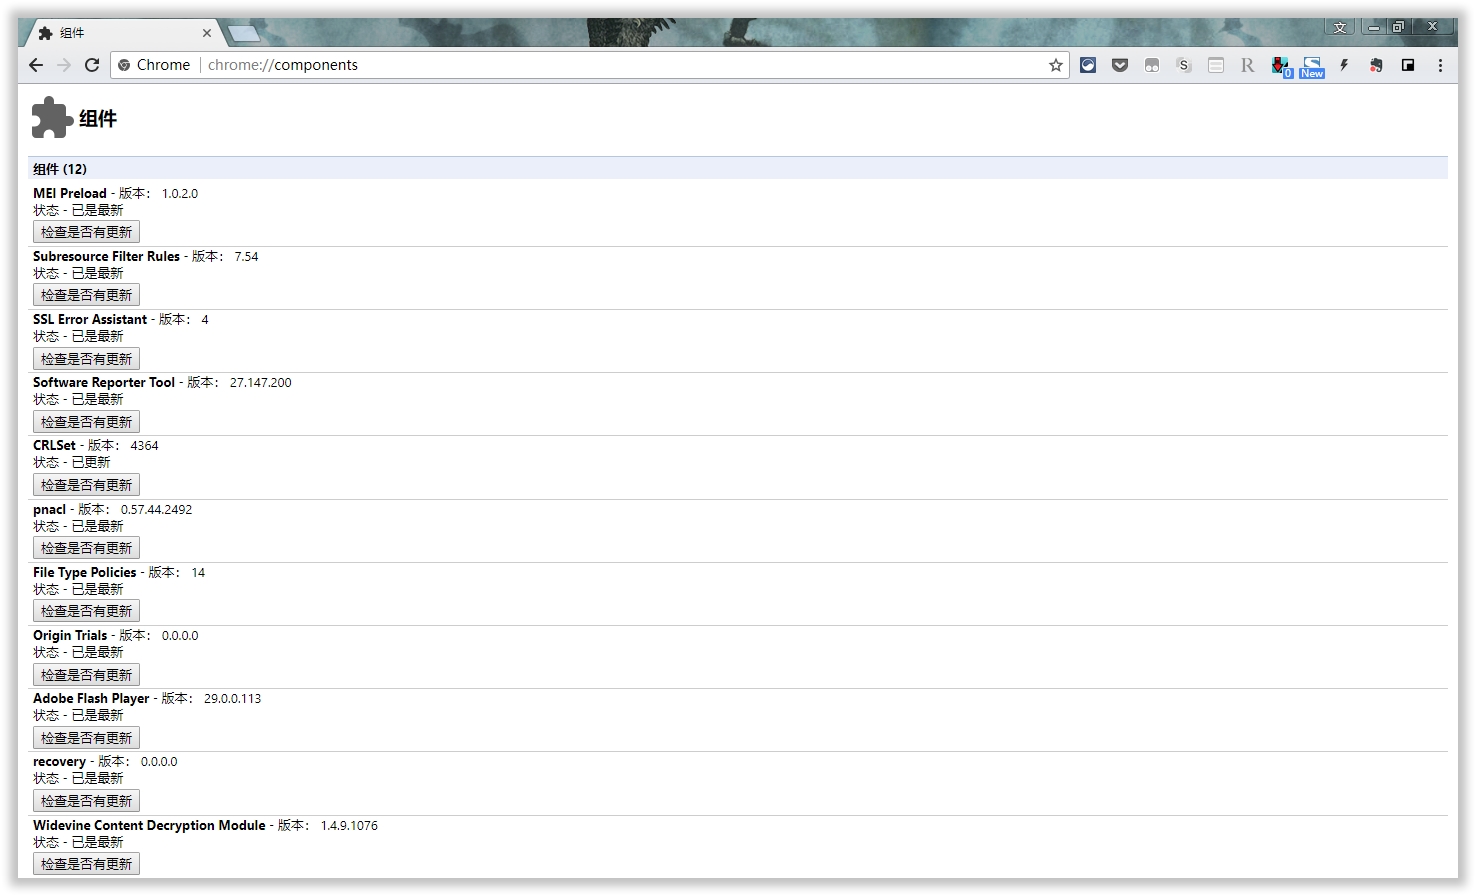 组件
文
Chrome chrome://components
S
R
0
New
组件
组件 (12)
MEI Preload - 版本： 1.0.2.0
状态 - 已是最新
检查是否有更新
Subresource Filter Rules - 版本： 7.54
状态 - 已是最新
检查是否有更新
SSL Error Assistant - 版本： 4
状态 - 已是最新
检查是否有更新
Software Reporter Tool - 版本： 27.147.200
状态 - 已是最新
检查是否有更新
CRLSet - 版本： 4364
状态 - 已更新
检查是否有更新
pnacl - 版本： 0.57.44.2492
状态 - 已是最新
检查是否有更新
File Type Policies - 版本： 14
状态 - 已是最新
检查是否有更新
Origin Trials - 版本： 0.0.0.0
状态 - 已是最新
检查是否有更新
Adobe Flash Player - 版本： 29.0.0.113
状态 - 已是最新
检查是否有更新
recovery - 版本： 0.0.0.0
状态 - 已是最新
检查是否有更新
Widevine Content Decryption Module - 版本： 1.4.9.1076
状态 - 已是最新
检查是否有更新